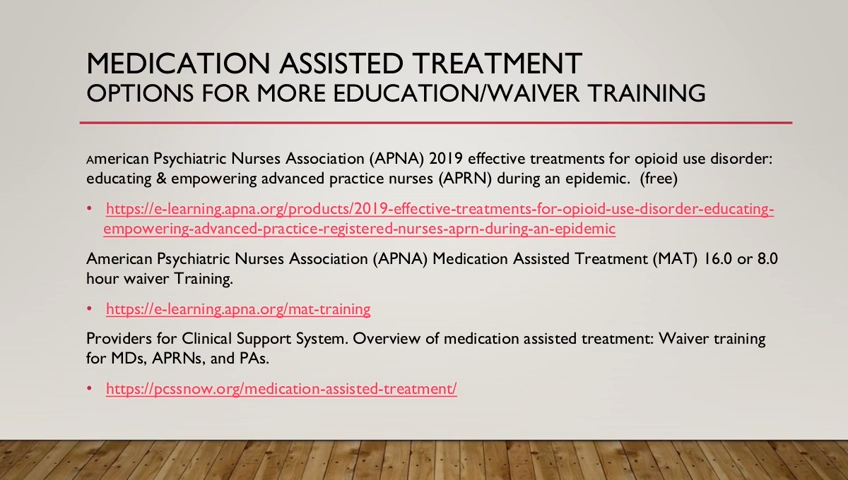 MEDICATION ASSISTED TREATMENT
OPTIONS FOR MORE EDUCATION/WAIVER TRAINING
American Psychiatric Nurses Association (APNA) 2019 effective treatments for opioid use disorder:
educating & empowering advanced practice nurses (APRN) during an epidemic.  (free)
• https://e-learning.apna.org/products/2019-effective-treatments-for-opioid-use-disorder-educating-
empowering-advanced-practice-registered-nurses-aprn-during-an-epidemic
American Psychiatric Nurses Association (APNA) Medication Assisted Treatment (MAT) 16.0 or 8.0
hour waiver Training.
• https://e-learning.apna.org/mat-training
Providers for Clinical Support System. Overview of medication assisted treatment: Waiver training
for MDs, APRNs, and PAs.
• https://pcssnow.org/medication-assisted-treatment/